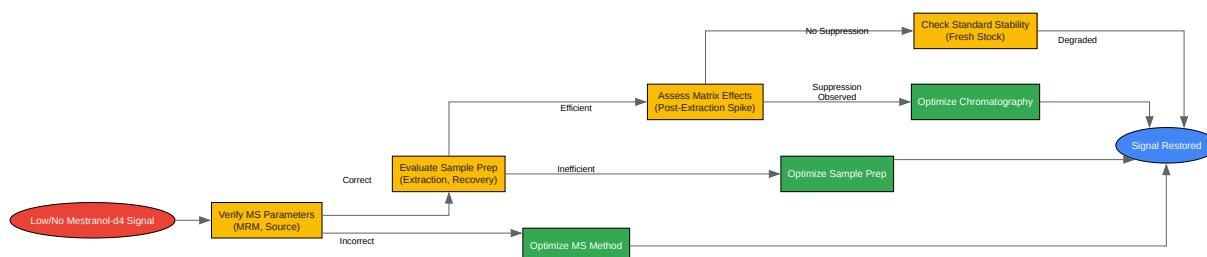 Low/No Mestranol-d4 Signal
Verify MS Parameters
(MRM, Source)
Correct
Incorrect
Evaluate Sample Prep
(Extraction, Recovery)
Optimize MS Method
Efficient
Inefficient
Assess Matrix Effects
(Post-Extraction Spike)
Optimize Sample Prep
No Suppression
Suppression
Observed
Check Standard Stability
(Fresh Stock)
Optimize Chromatography
Degraded
Signal Restored